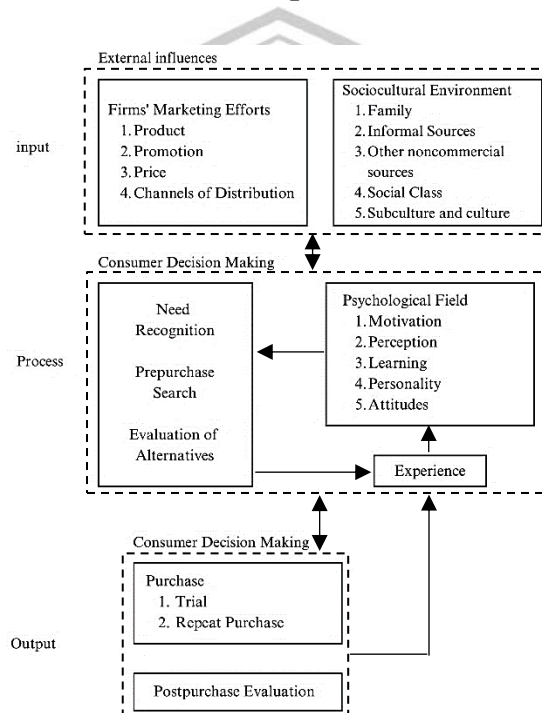 External influences
input
Firms' Marketing Efforts
1. Product
2. Promotion
3. Price
4. Channels of Distribution
Sociocultural Environment
1. Family
2. Informal Sources
3. Other noncommercial
sources
4. Social Class
5. Subculture and culture
Consumer Decision Making
Process
Need
Recognition
Prepurchase
Search
Evaluation of
Alternatives
Psychological Field
1. Motivation
2. Perception
3. Learning
4. Personality
5. Attitudes
Experience
Consumer Decision Making
Output
Purchase
1. Trial
2. Repeat Purchase
Postpurchase Evaluation